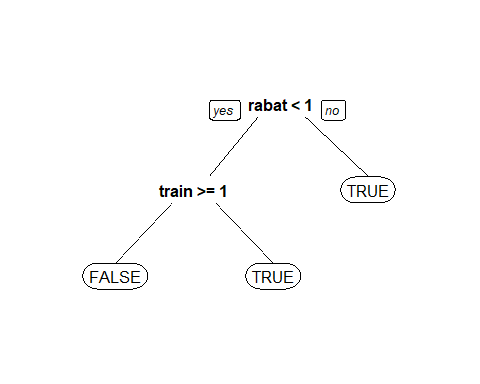 yes rabat < 1 no
train >= 1
TRUE
FALSE
TRUE